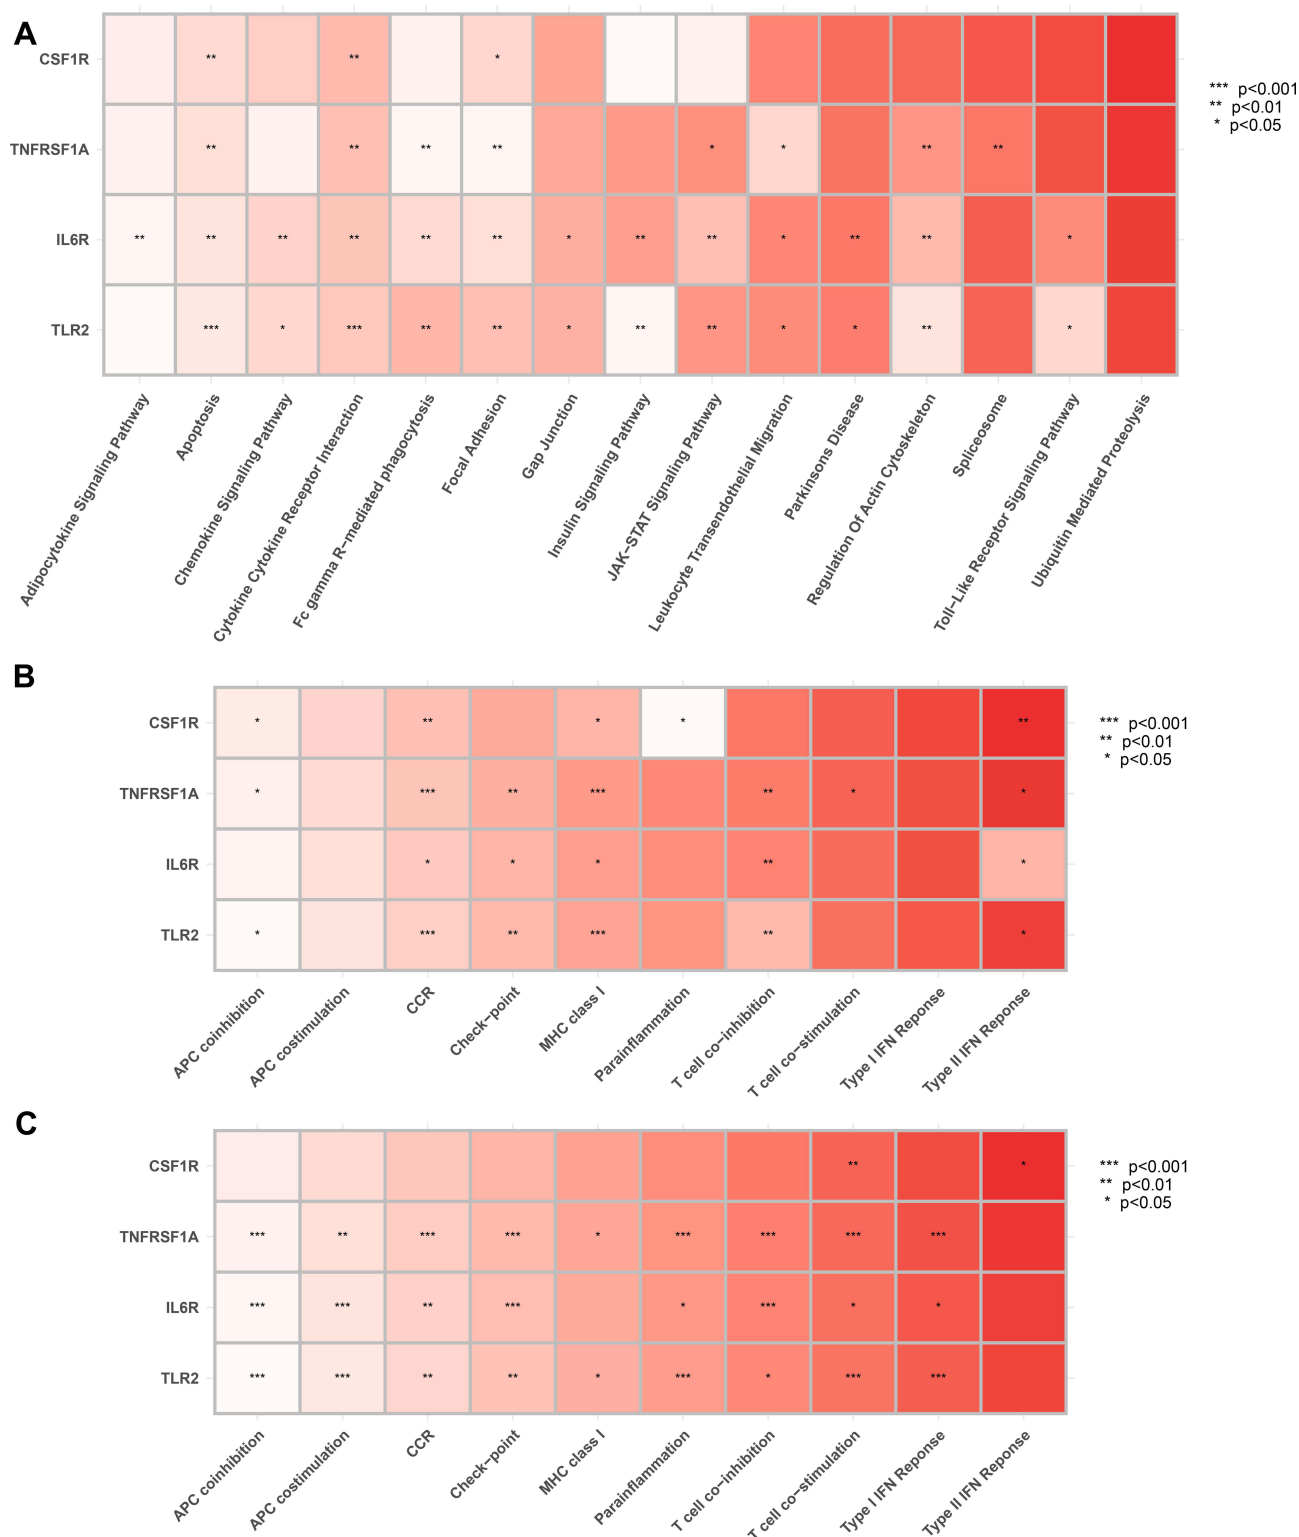 A
CSF1R ** ** *
*** p<0.001
** p<0.01
* p<0.05
TNFRSF1A ** ** ** ** * * ** **
IL6R ** ** ** ** ** ** * ** ** * ** ** *
TLR2 *** * *** ** ** * ** ** * * ** *
Adipocytokine Signaling Pathway
Apoptosis
Chemokine Signaling Pathway
Cytokine Cytokine Receptor Interaction
Fc gamma R−mediated phagocytosis
Focal Adhesion
Gap Junction
Insulin Signaling Pathway
JAK−STAT Signaling Pathway
Leukocyte Transendothelial Migration
Parkinsons Disease
Regulation Of Actin Cytoskeleton
Spliceosome
Toll−Like Receptor Signaling Pathway
Ubiquitin Mediated Proteolysis
B
CSF1R * ** * * **
*** p<0.001
** p<0.01
* p<0.05
TNFRSF1A * *** ** *** ** * *
IL6R * * * ** *
TLR2 * *** ** *** ** *
APC coinhibition
APC costimulation
CCR
Check−point
MHC class I
Parainflammation
T cell co−inhibition
T cell co−stimulation
Type I IFN Reponse
Type II IFN Reponse
C
CSF1R ** *
*** p<0.001
** p<0.01
* p<0.05
TNFRSF1A *** ** *** *** * *** *** *** ***
IL6R *** *** ** *** * *** * *
TLR2 *** *** ** ** * *** * *** ***
APC coinhibition
APC costimulation
CCR
Check−point
MHC class I
Parainflammation
T cell co−inhibition
T cell co−stimulation
Type I IFN Reponse
Type II IFN Reponse